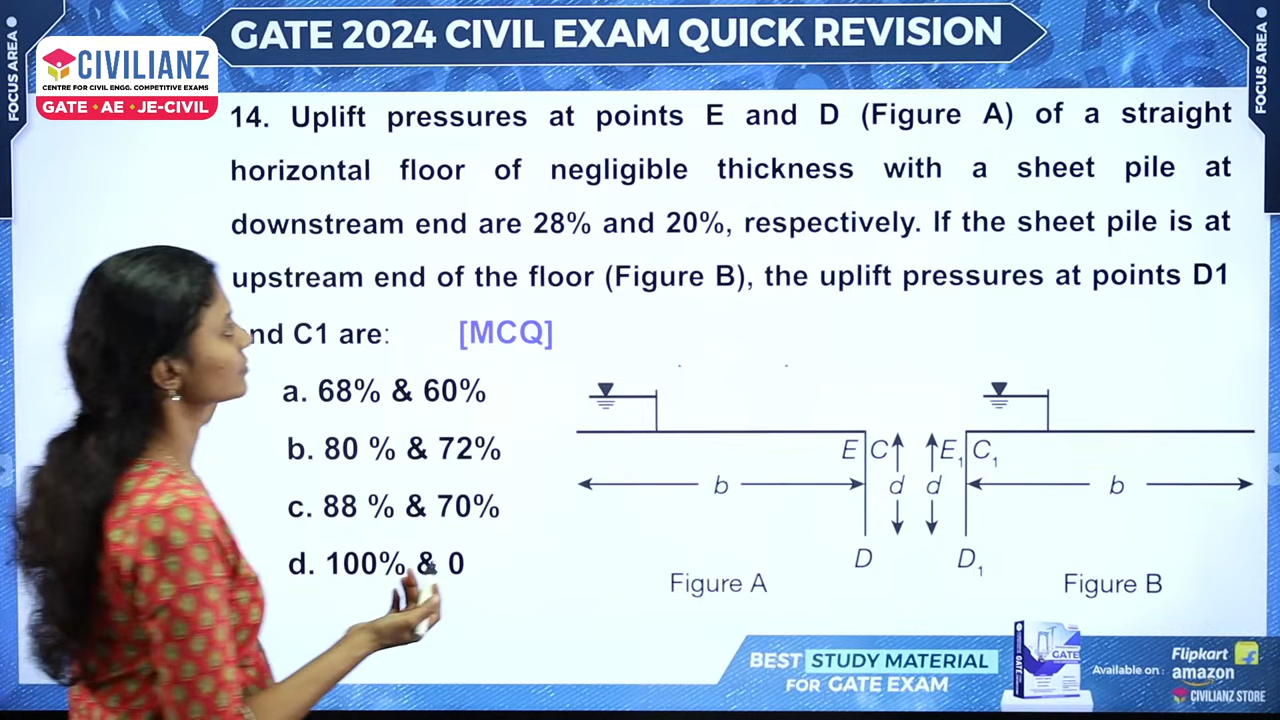 GATE 2024 CIVIL EXAM QUICK REVISION
FOCUS AREA
FOCUS AREA
CIVILIANZ
CENTRE FOR CIVIL ENGG. COMPETITIVE EXAMS
GATE • AE • JE-CIVIL
14. Uplift pressures at points E and D (Figure A) of a straight
horizontal floor of negligible thickness with a sheet pile at
downstream end are 28% and 20%, respectively. If the sheet pile is at
upstream end of the floor (Figure B), the uplift pressures at points D1
nd C1 are: [MCQ]
a. 68% & 60%
b. 80 % & 72%
c. 88 % & 70%
d. 100% & 0
E C E₁ C₁
b d d b
D D₁
Figure A Figure B
BEST STUDY MATERIAL
FOR GATE EXAM
GATE
GATE
Available on :
Flipkart
amazon
CIVILIANZ STORE